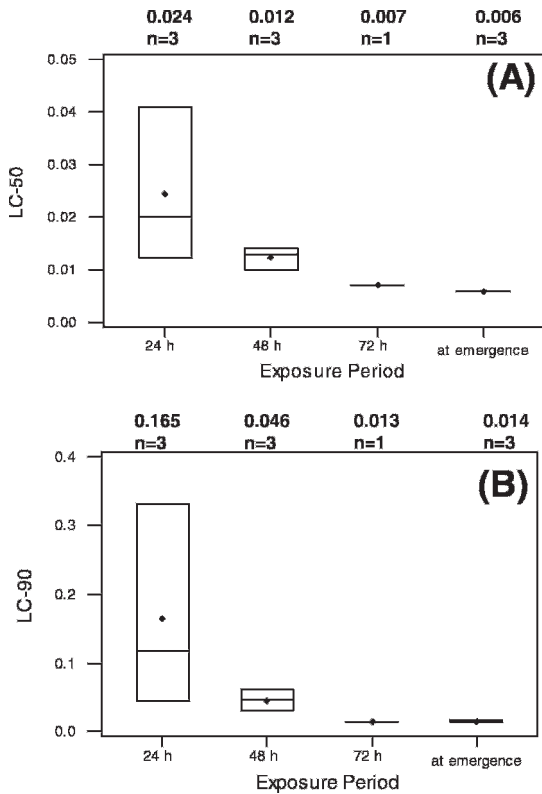 0.024 0.012 0.007 0.006
n=3 n=3 n=1 n=3
(A)
0.05
0.04
0.03
0.02
0.01
0.00
LC-50
24 h 48 h 72 h at emergence
Exposure Period
0.165 0.046 0.013 0.014
n=3 n=3 n=1 n=3
(B)
0.4
0.3
0.2
0.1
0.0
LC-90
24 h 48 h 72 h at emergence
Exposure Period